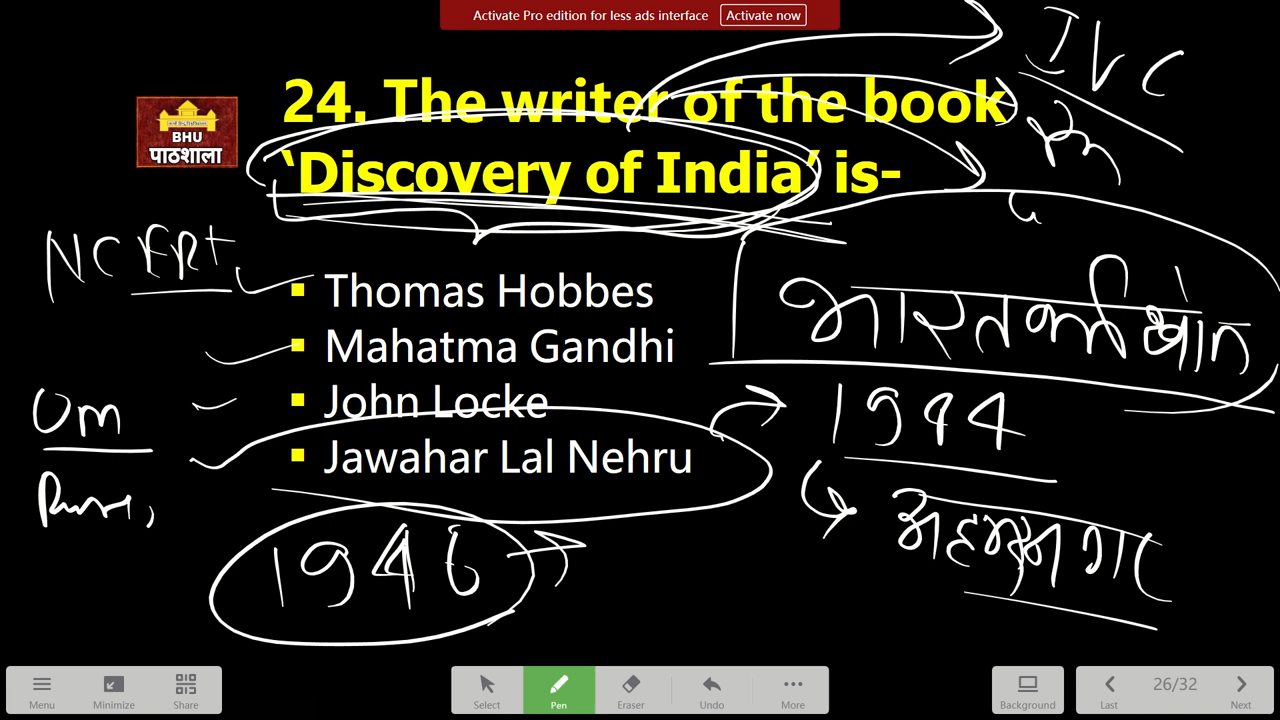 Activate Pro edition for less ads interface Activate now
IVC
24. The writer of the book
BHU
पाठशाला
‘Discovery of India’ is-
NCERT
▪ Thomas Hobbes
भारत की खोज
▪ Mahatma Gandhi
▪ John Locke
1944
Om
▪ Jawahar Lal Nehru
1946
Menu
Minimize
Share
Select
Pen
Eraser
Undo
More
Background
Last
26/32
Next